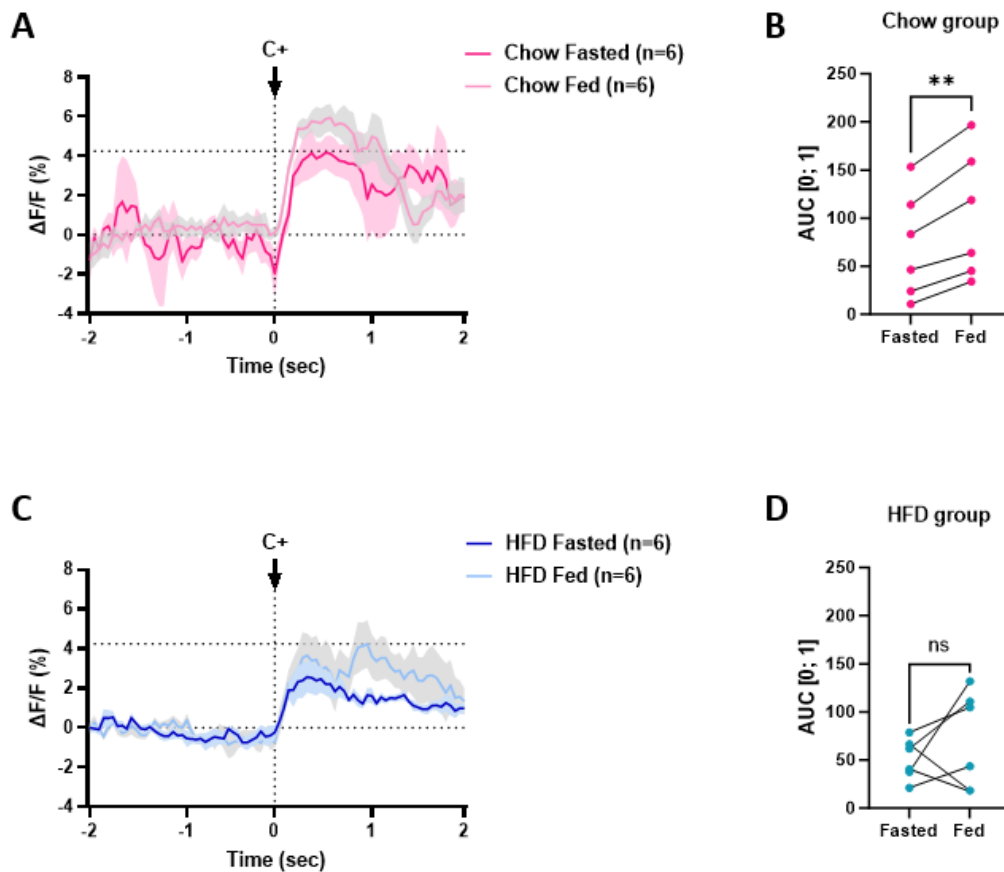 A
C+
Chow Fasted (n=6)
Chow Fed (n=6)
8
6
4
2
0
-2
-4
ΔF/F (%)
-2
-1
0
1
2
Time (sec)
B
Chow group
**
250
200
150
100
50
0
AUC [0; 1]
Fasted
Fed
C
C+
HFD Fasted (n=6)
HFD Fed (n=6)
8
6
4
2
0
-2
-4
ΔF/F (%)
-2
-1
0
1
2
Time (sec)
D
HFD group
ns
250
200
150
100
50
0
AUC [0; 1]
Fasted
Fed